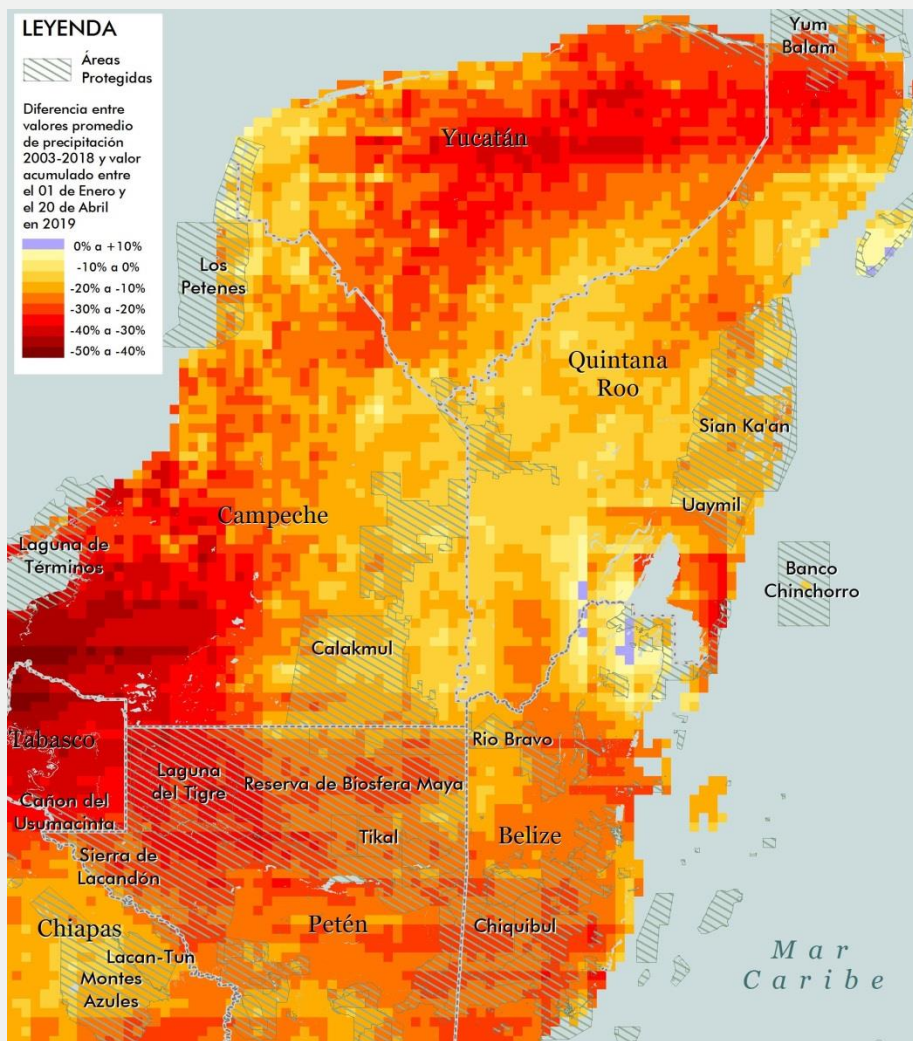 LEYENDA
Áreas
Protegidas
Diferencia entre
valores promedio
de precipitación
2003-2018 y valor
acumulado entre
el 01 de Enero y
el 20 de Abril
en 2019
0% a +10%
-10% a 0%
-20% a -10%
-30% a -20%
-40% a -30%
-50% a -40%
Yum
Balam
Yucatán
Los
Petenes
Quintana
Roo
Sian Ka'an
Uaymil
Campeche
Laguna de
Términos
Banco
Chinchorro
Calakmul
Tabasco
Rio Bravo
Laguna
del Tigre
Reserva de Biosfera Maya
Cañon del
Usumacinta
Tikal
Belize
Sierra de
Lacandón
Chiapas
Petén
Chiquibul
Lacan-Tun
Montes
Azules
Mar
Caribe